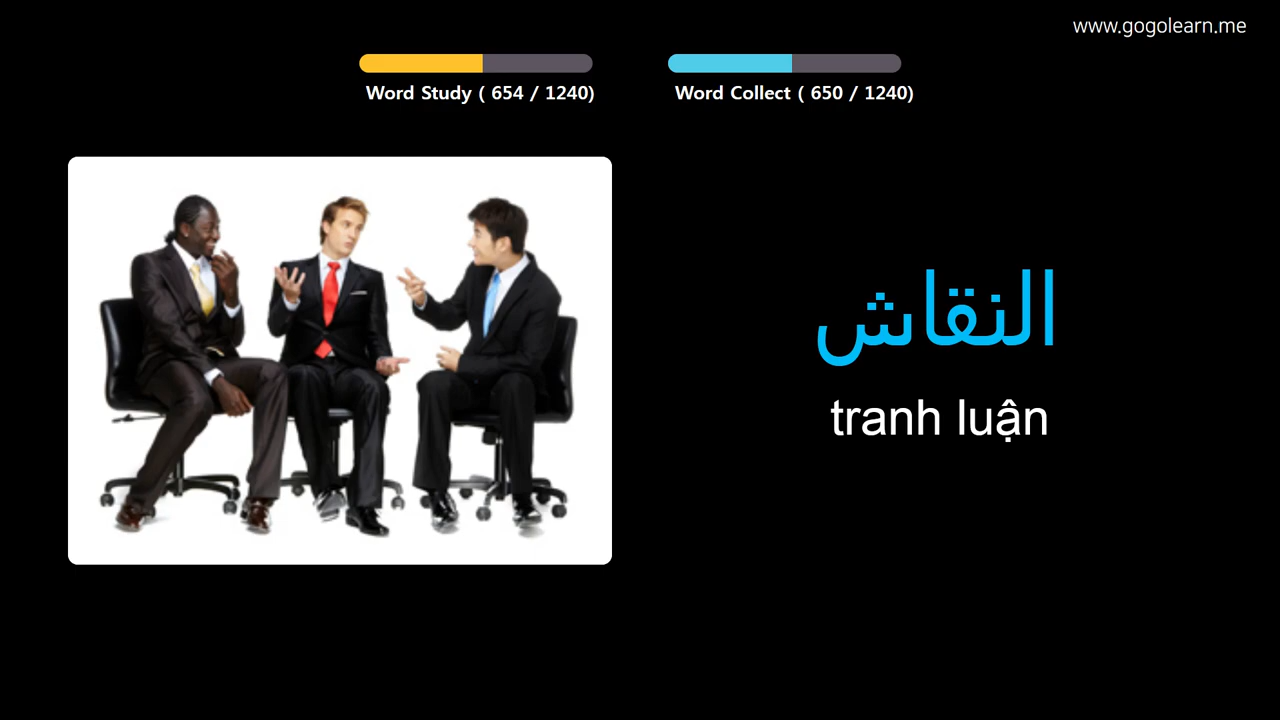 www.gogolearn.me
Word Study ( 654 / 1240)
Word Collect ( 650 / 1240)
النقاش
tranh luận